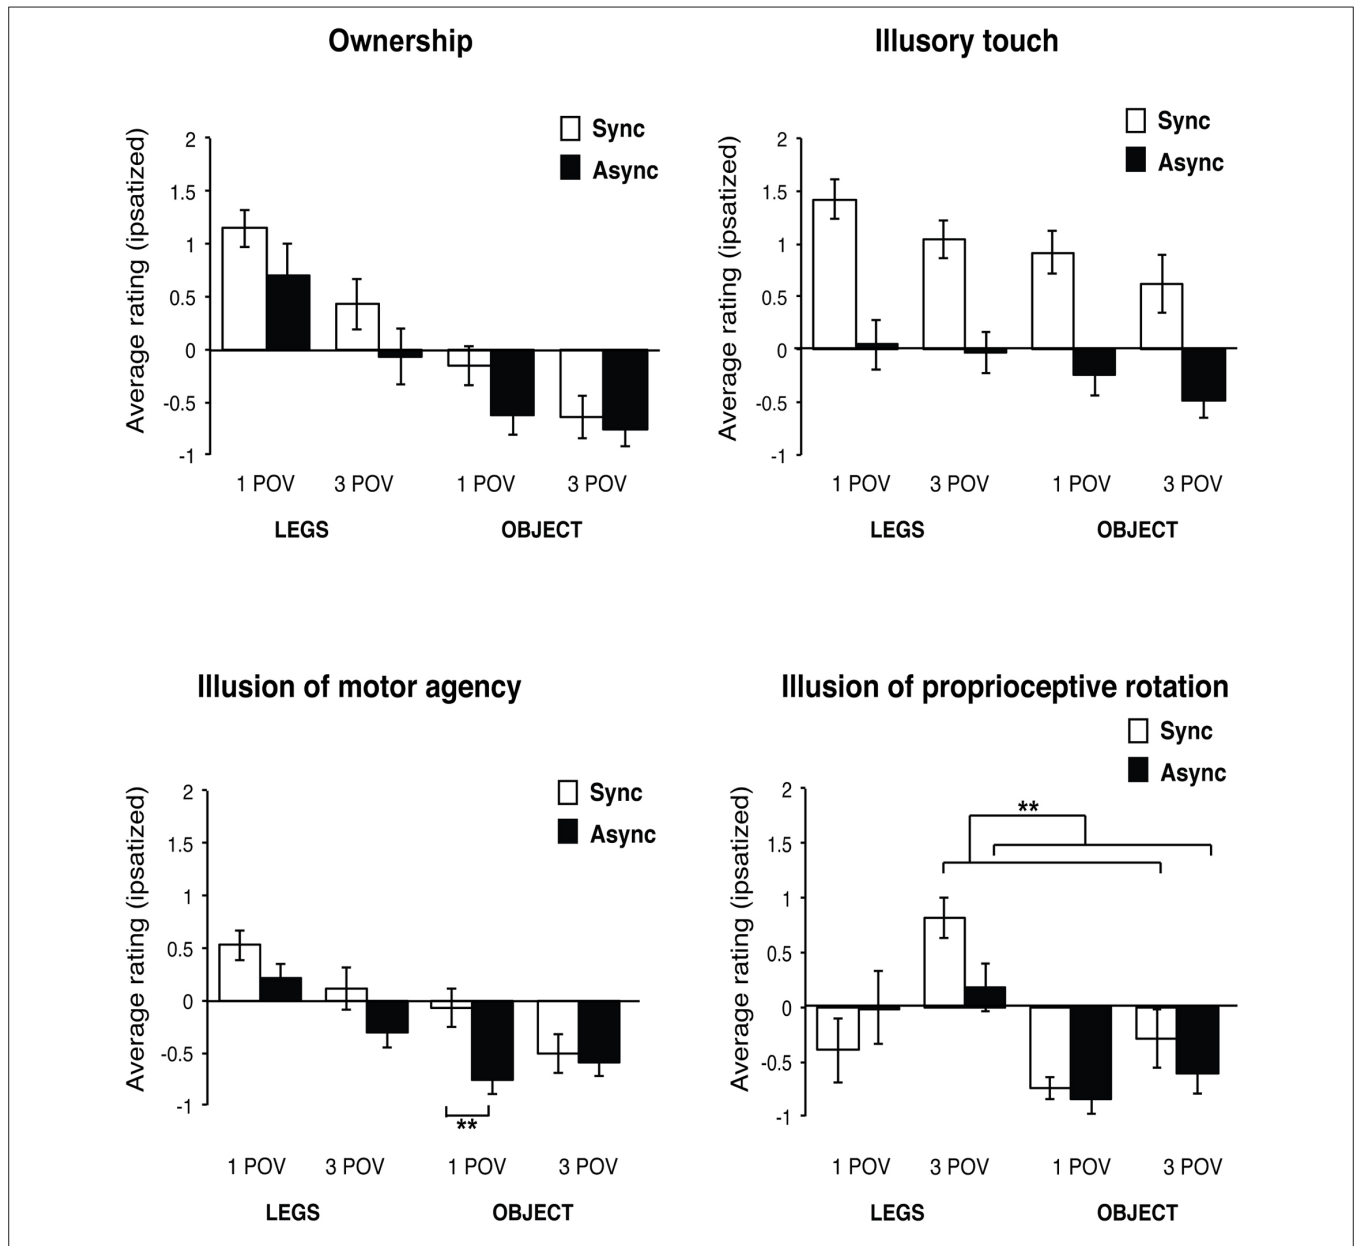 Ownership
Sync
Async
Average rating (ipsatized)
2
1.5
1
0.5
0
-0.5
-1
1 POV 3 POV 1 POV 3 POV
LEGS OBJECT
Illusory touch
Sync
Async
Average rating (ipsatized)
2
1.5
1
0.5
0
-0.5
-1
1 POV 3 POV 1 POV 3 POV
LEGS OBJECT
Illusion of motor agency
Sync
Async
Average rating (ipsatized)
2
1.5
1
0.5
0
-0.5
-1
**
1 POV 3 POV 1 POV 3 POV
LEGS OBJECT
Illusion of proprioceptive rotation
Sync
Async
Average rating (ipsatized)
**
2
1.5
1
0.5
0
-0.5
-1
1 POV 3 POV 1 POV 3 POV
LEGS OBJECT